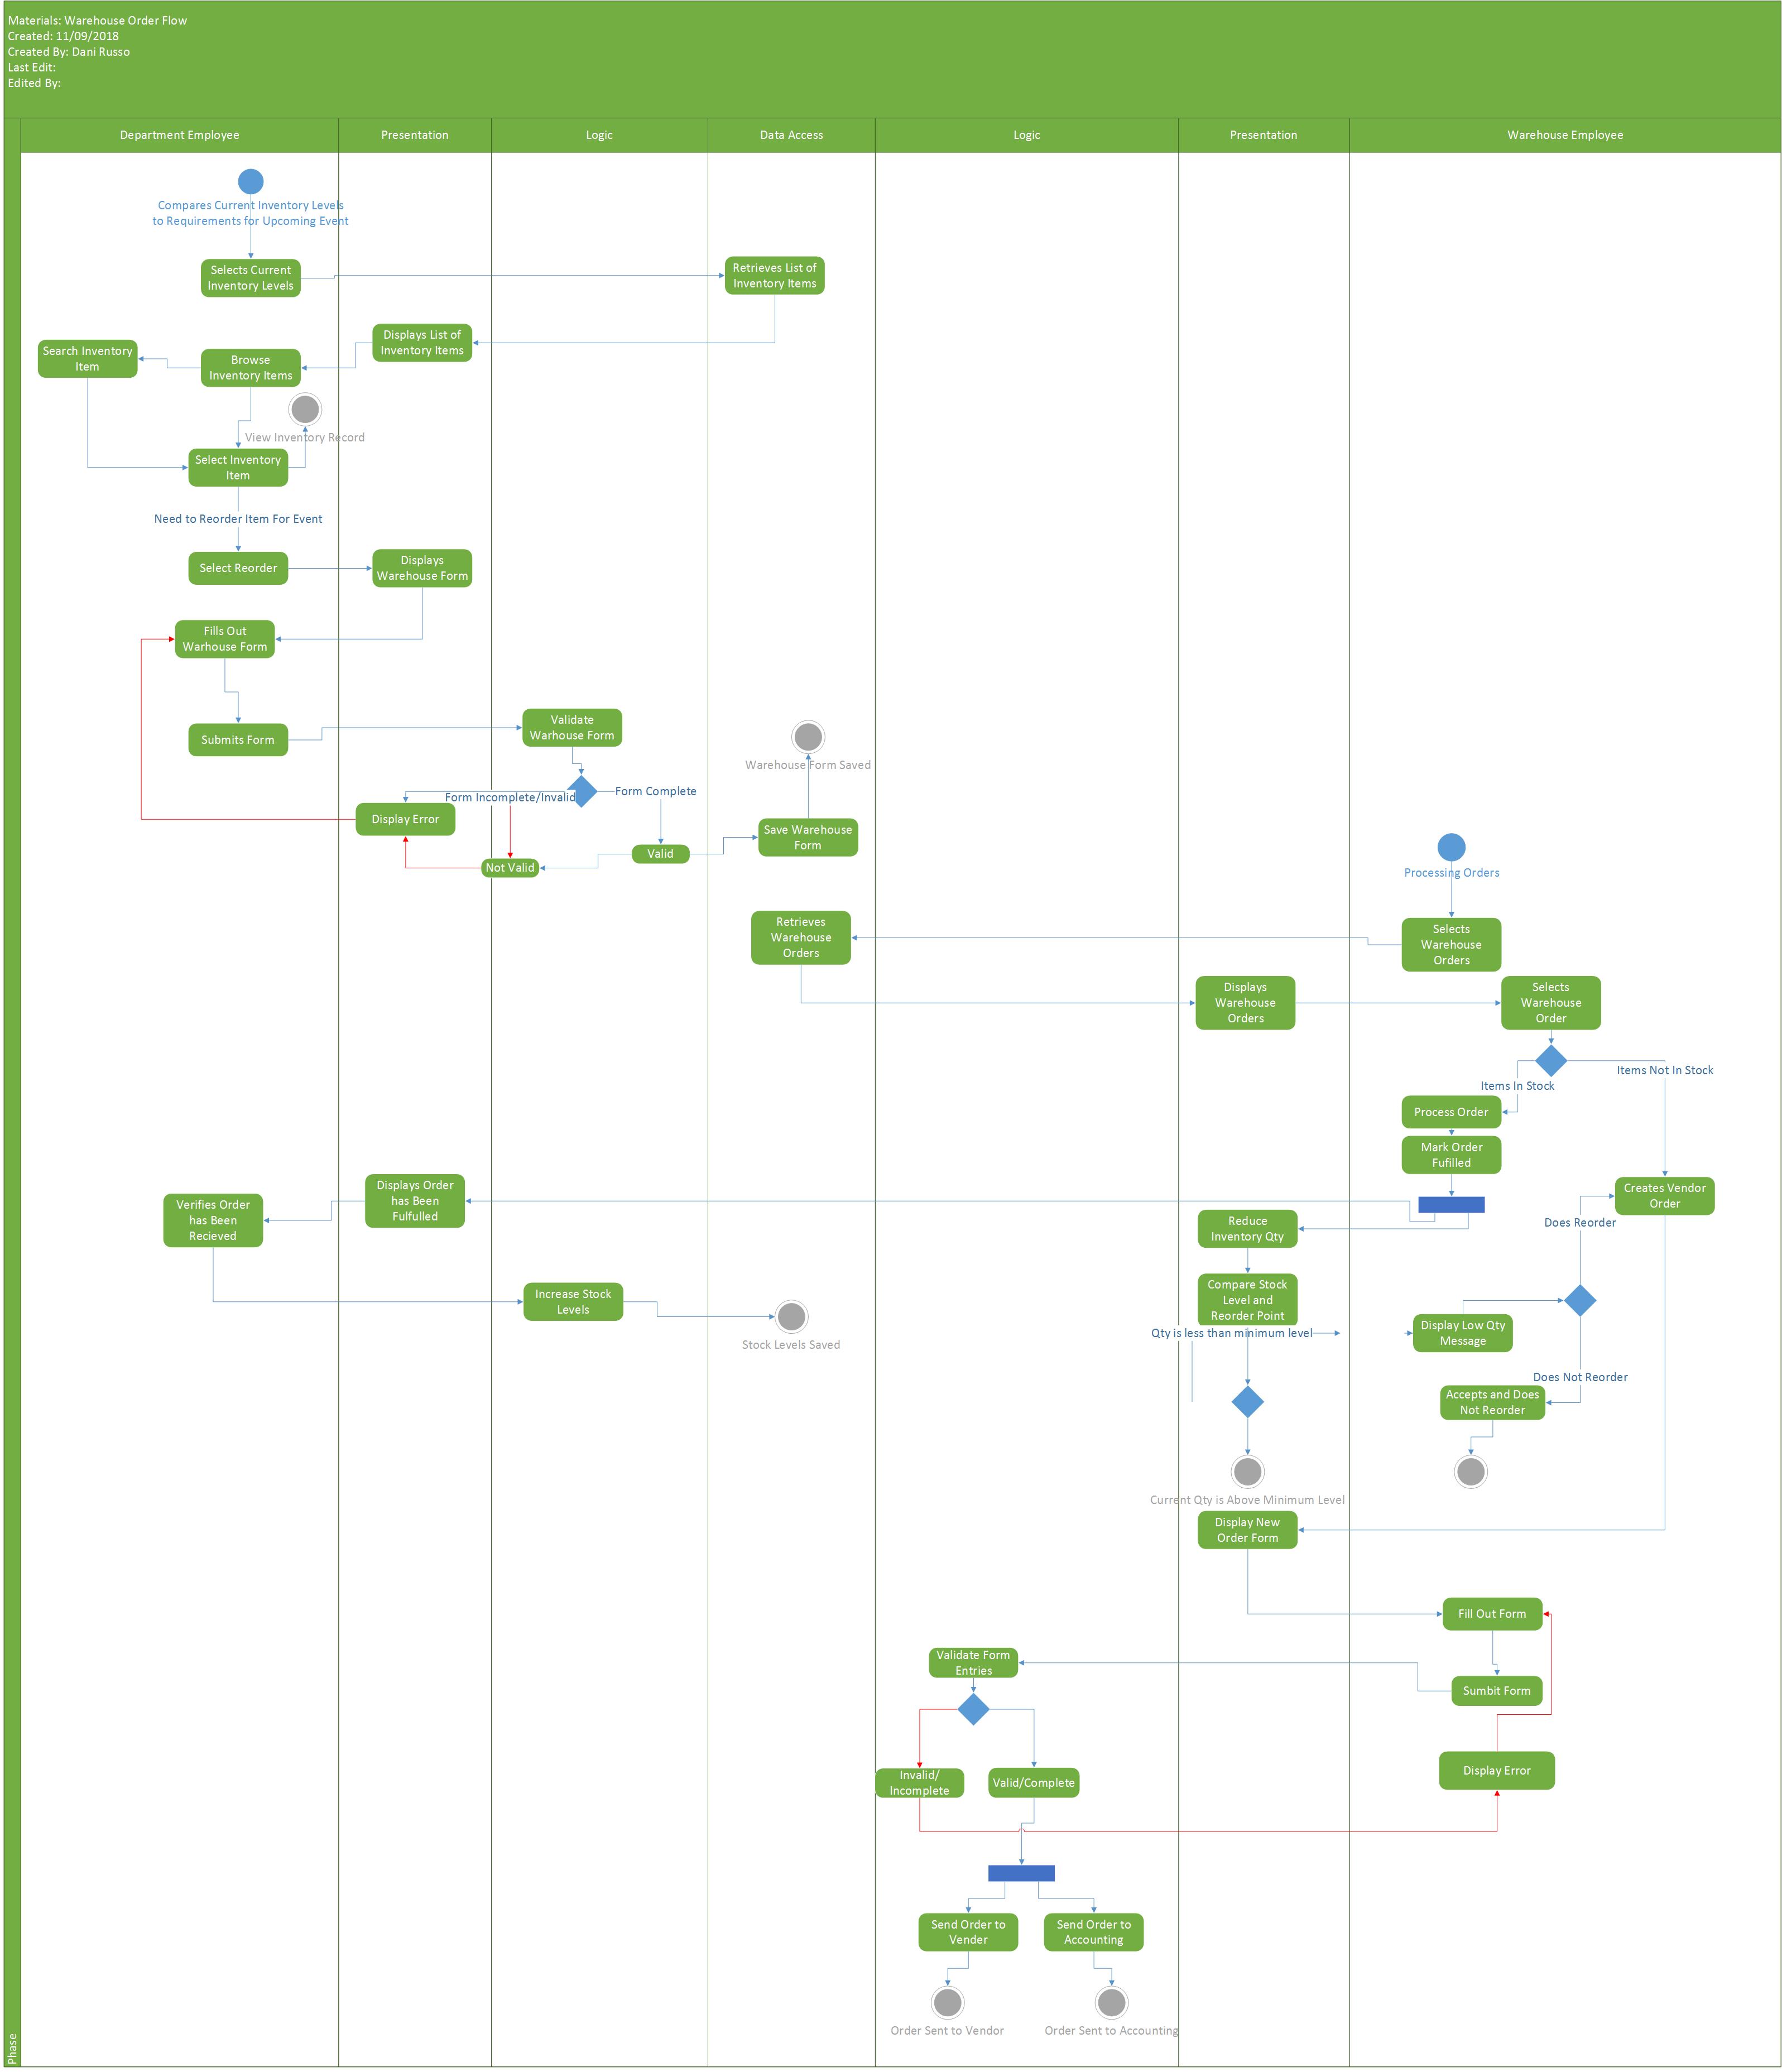 Materials: Warehouse Order Flow
Created: 11/09/2018
Created By: Dani Russo
Last Edit:
Edited By:
Department Employee
Presentation
Logic
Data Access
Logic
Presentation
Warehouse Employee
Compares Current Inventory Levels
to Requirements for Upcoming Event
Selects Current
Inventory Levels
Retrieves List of
Inventory Items
Displays List of
Inventory Items
Search Inventory
Item
Browse
Inventory Items
View Inventory Record
Select Inventory
Item
Need to Reorder Item For Event
Select Reorder
Displays
Warehouse Form
Fills Out
Warhouse Form
Submits Form
Validate
Warhouse Form
Warehouse Form Saved
Form Incomplete/Invalid
Form Complete
Display Error
Save Warehouse
Form
Valid
Not Valid
Processing Orders
Retrieves
Warehouse
Orders
Selects
Warehouse
Orders
Displays
Warehouse
Orders
Selects
Warehouse
Order
Items In Stock
Items Not In Stock
Process Order
Mark Order
Fufilled
Displays Order
has Been
Fulfulled
Verifies Order
has Been
Recieved
Creates Vendor
Order
Reduce
Inventory Qty
Does Reorder
Increase Stock
Levels
Stock Levels Saved
Compare Stock
Level and
Reorder Point
Qty is less than minimum level
Display Low Qty
Message
Does Not Reorder
Accepts and Does
Not Reorder
Current Qty is Above Minimum Level
Display New
Order Form
Fill Out Form
Validate Form
Entries
Sumbit Form
Invalid/
Incomplete
Valid/Complete
Display Error
Send Order to
Vender
Send Order to
Accounting
Order Sent to Vendor
Order Sent to Accounting
Phase